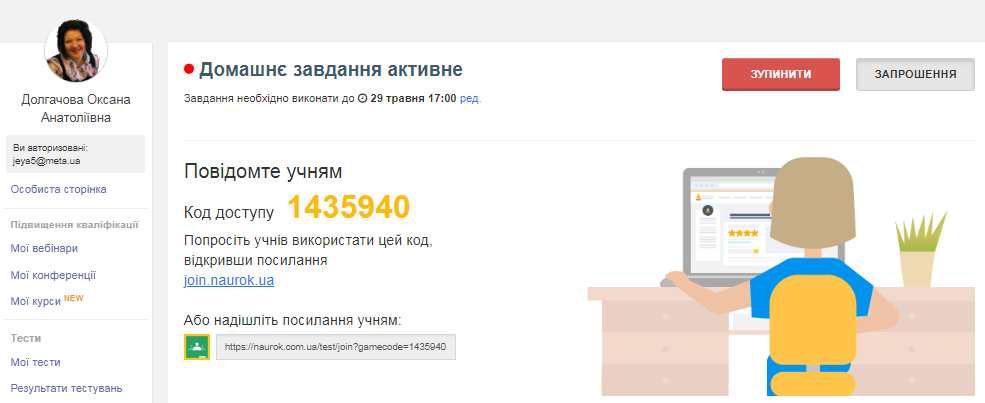 Долгачова Оксана
Анатоліївна
Ви авторизовані:
jeya5@meta.ua
Особиста сторінка
Підвищення кваліфікації
Мої вебінари
Мої конференції
Мої курси NEW
Тести
Мої тести
Результати тестувань
Домашнє завдання активне
ЗУПИНИТИ
ЗАПРОШЕННЯ
Завдання необхідно виконати до 29 травня 17:00 ред.
Повідомте учням
Код доступу 1435940
Попросіть учнів використати цей код,
відкривши посилання
join.naurok.ua
Або надішліть посилання учням:
https://naurok.com.ua/test/join?gamecode=1435940